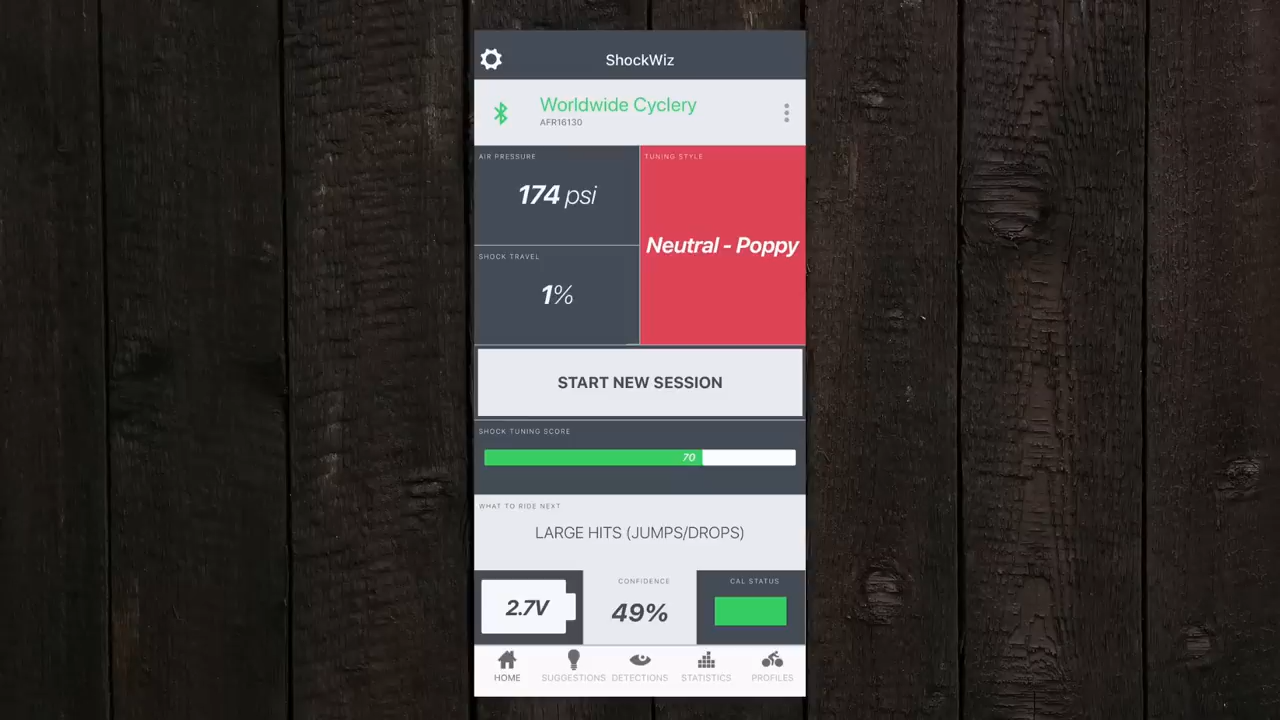 ShockWiz
Worldwide Cyclery
AFR16130
AIR PRESSURE
174 psi
TUNING STYLE
Neutral - Poppy
SHOCK TRAVEL
1%
START NEW SESSION
SHOCK TUNING SCORE
70
WHAT TO RIDE NEXT
LARGE HITS (JUMPS/DROPS)
2.7V
CONFIDENCE
49%
CAL STATUS
HOME
SUGGESTIONS
DETECTIONS
STATISTICS
PROFILES